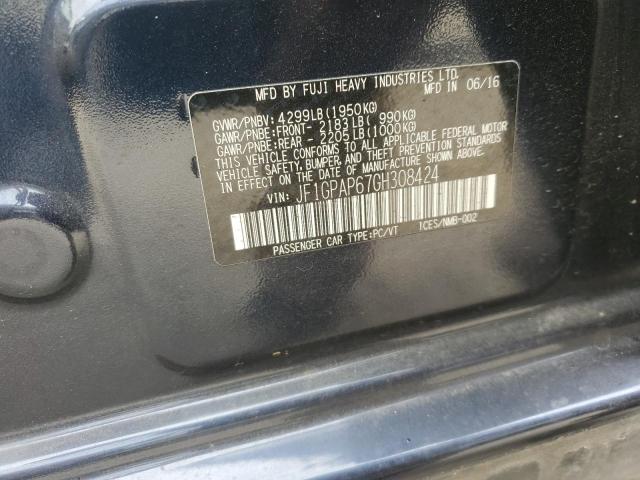 MFD BY FUJI HEAVY INDUSTRIES LTD.
MFD IN 06/16
GVWR/PNBV: 4299LB(1950KG)
GAWR/PNBE: FRONT- 2183LB( 990KG)
GAWR/PNBE: REAR - 2205LB(1000KG)
THIS VEHICLE CONFORMS TO ALL APPLICABLE FEDERAL MOTOR
VEHICLE SAFETY, BUMPER, AND THEFT PREVENTION STANDARDS
IN EFFECT ON THE DATE OF MANUFACTURE SHOWN ABOVE.
VIN: JF1GPAP67GH308424
PASSENGER CAR TYPE:PC/VT ICES/NMB-002